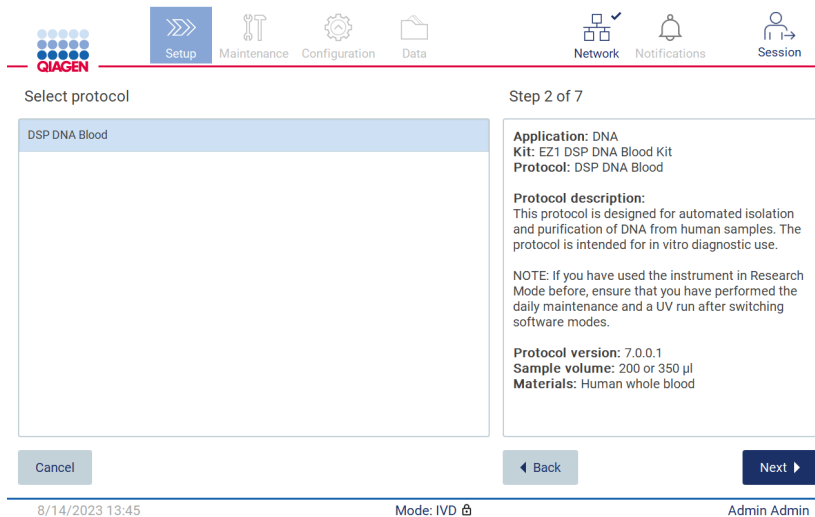 QIAGEN
Setup
Maintenance
Configuration
Data
Network
Notifications
Session
Select protocol
Step 2 of 7
DSP DNA Blood
Application: DNA
Kit: EZ1 DSP DNA Blood Kit
Protocol: DSP DNA Blood
Protocol description:
This protocol is designed for automated isolation
and purification of DNA from human samples. The
protocol is intended for in vitro diagnostic use.
NOTE: If you have used the instrument in Research
Mode before, ensure that you have performed the
daily maintenance and a UV run after switching
software modes.
Protocol version: 7.0.0.1
Sample volume: 200 or 350 µl
Materials: Human whole blood
Cancel
Back
Next
8/14/2023 13:45
Mode: IVD
Admin Admin